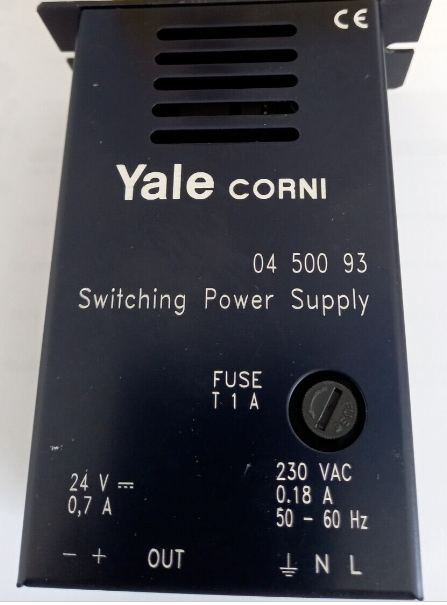 CE
Yale CORNI
04 500 93
Switching Power Supply
FUSE
T 1 A
24 V ⎓
0,7 A
230 VAC
0.18 A
50 - 60 Hz
- + OUT
⏚ N L